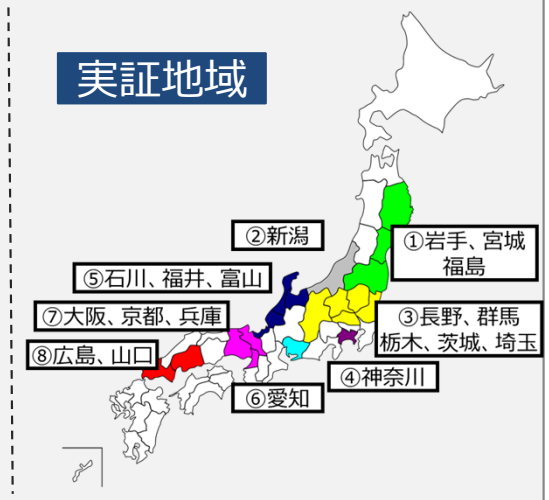 実証地域
②新潟
①岩手、宮城
福島
⑤石川、福井、富山
⑦大阪、京都、兵庫
③長野、群馬
栃木、茨城、埼玉
⑧広島、山口
④神奈川
⑥愛知